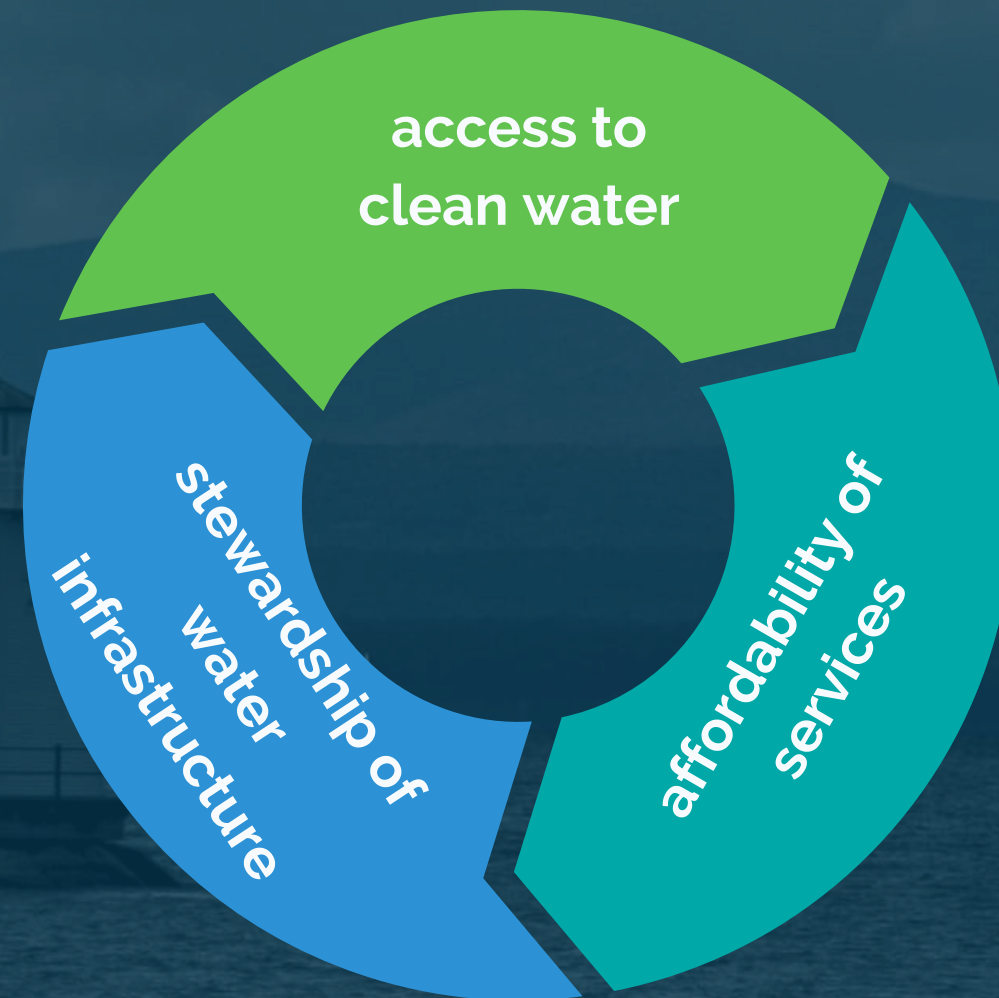 access to
clean water
affordability of
services
stewardship of
water
infrastructure